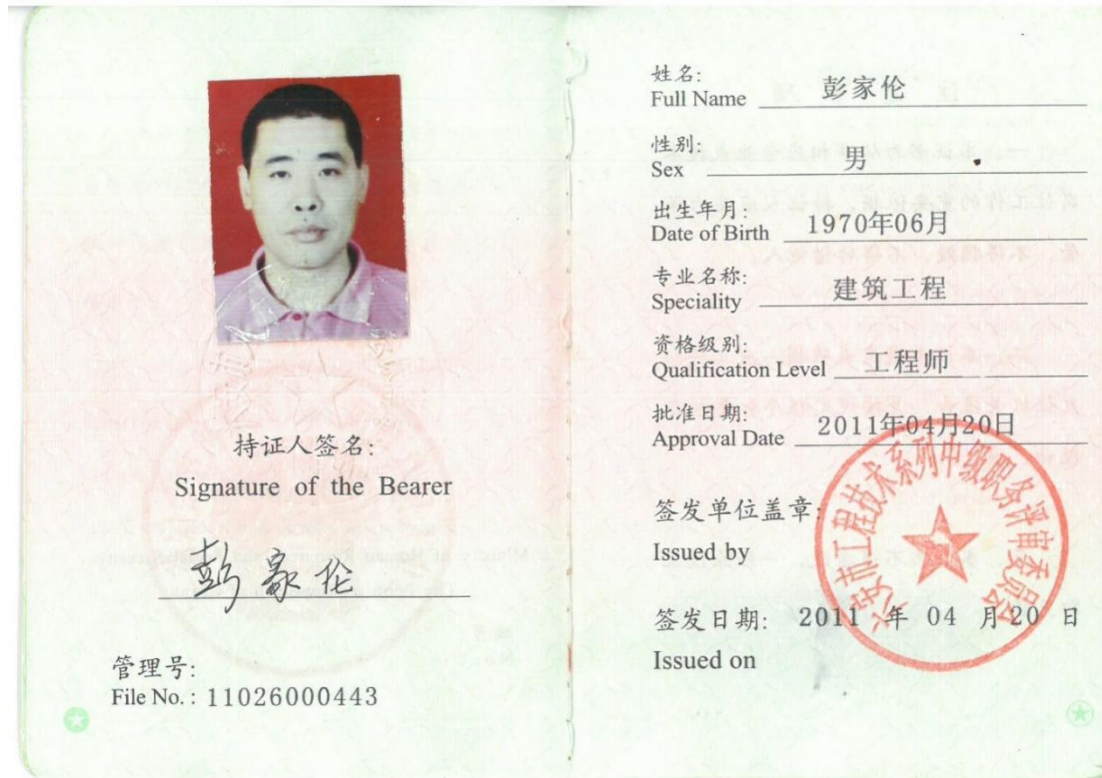 持证人签名:
Signature of the Bearer
彭家伦
管理号:
File No. : 11026000443
姓名:
Full Name 彭家伦
性别:
Sex 男
出生年月:
Date of Birth 1970年06月
专业名称:
Speciality 建筑工程
资格级别:
Qualification Level 工程师
批准日期:
Approval Date 2011年04月20日
签发单位盖章:
Issued by
六安市工程技术系列中级职务评审委员会
签发日期: 2011 年 04 月 20 日
Issued on